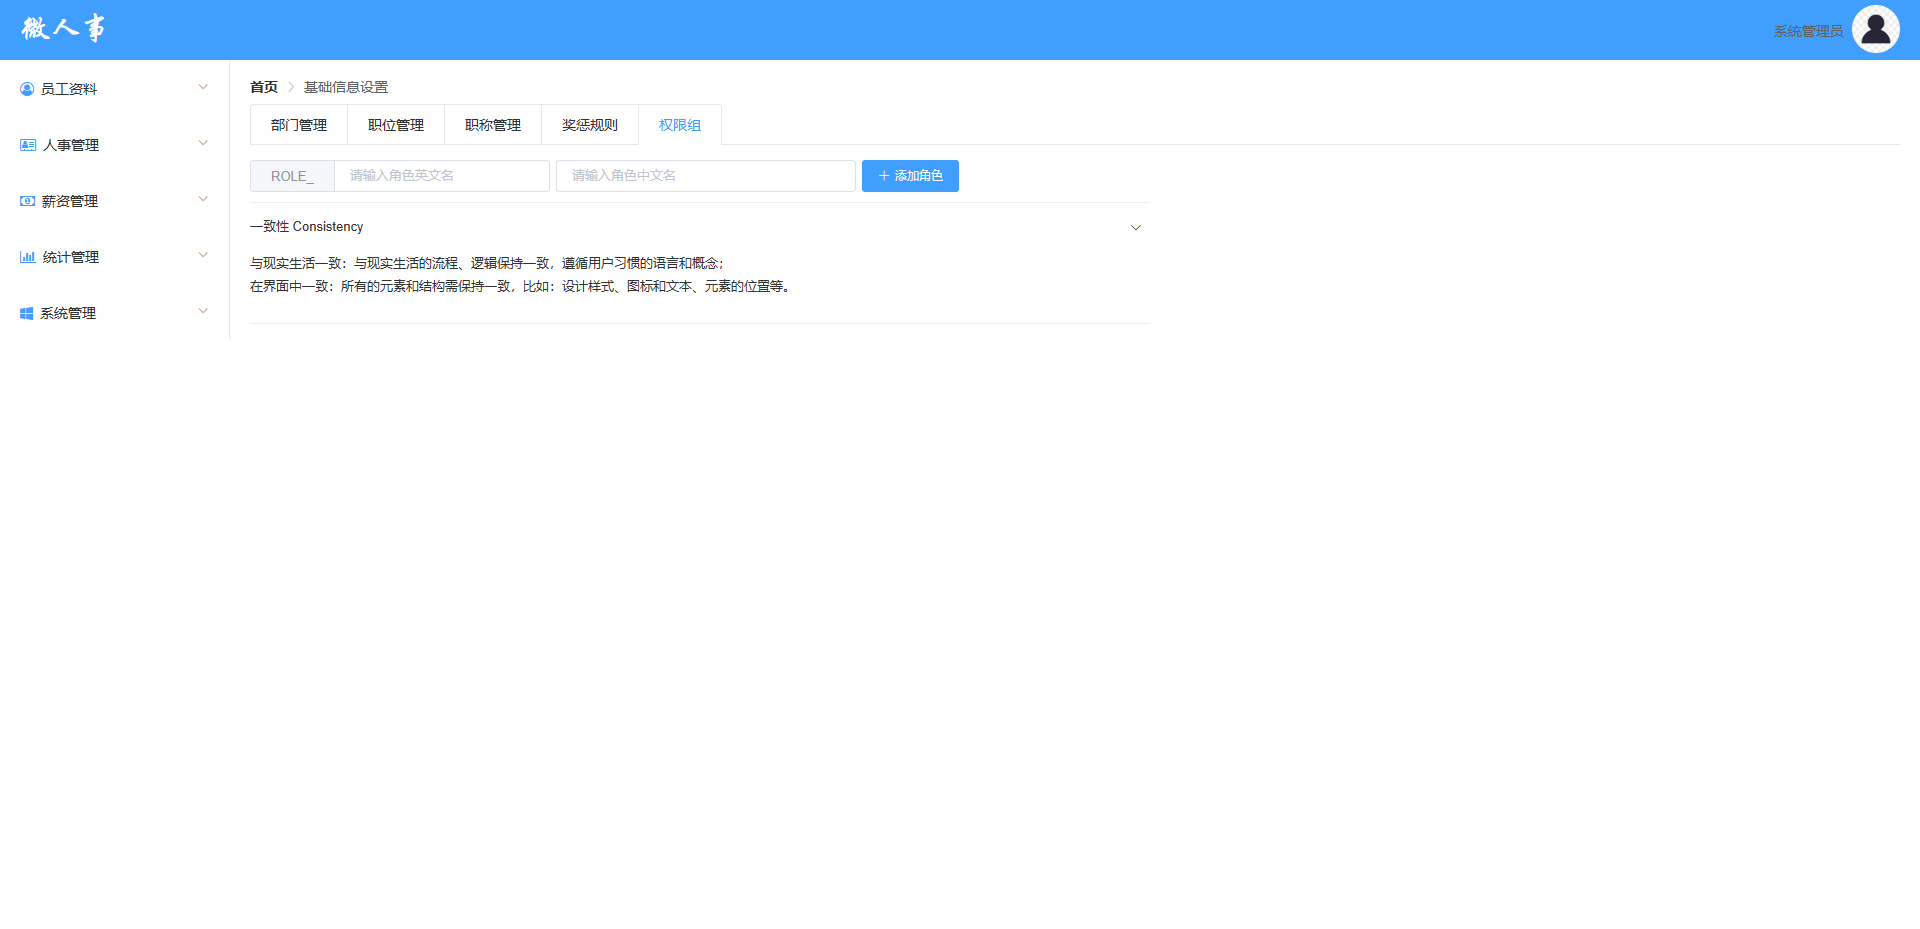 微人事
系统管理员
员工资料
人事管理
薪资管理
统计管理
系统管理
首页 > 基础信息设置
部门管理 职位管理 职称管理 奖惩规则 权限组
ROLE_ 请输入角色英文名 请输入角色中文名 + 添加角色
一致性 Consistency
与现实生活一致：与现实生活的流程、逻辑保持一致，遵循用户习惯的语言和概念；
在界面中一致：所有的元素和结构需保持一致，比如：设计样式、图标和文本、元素的位置等。